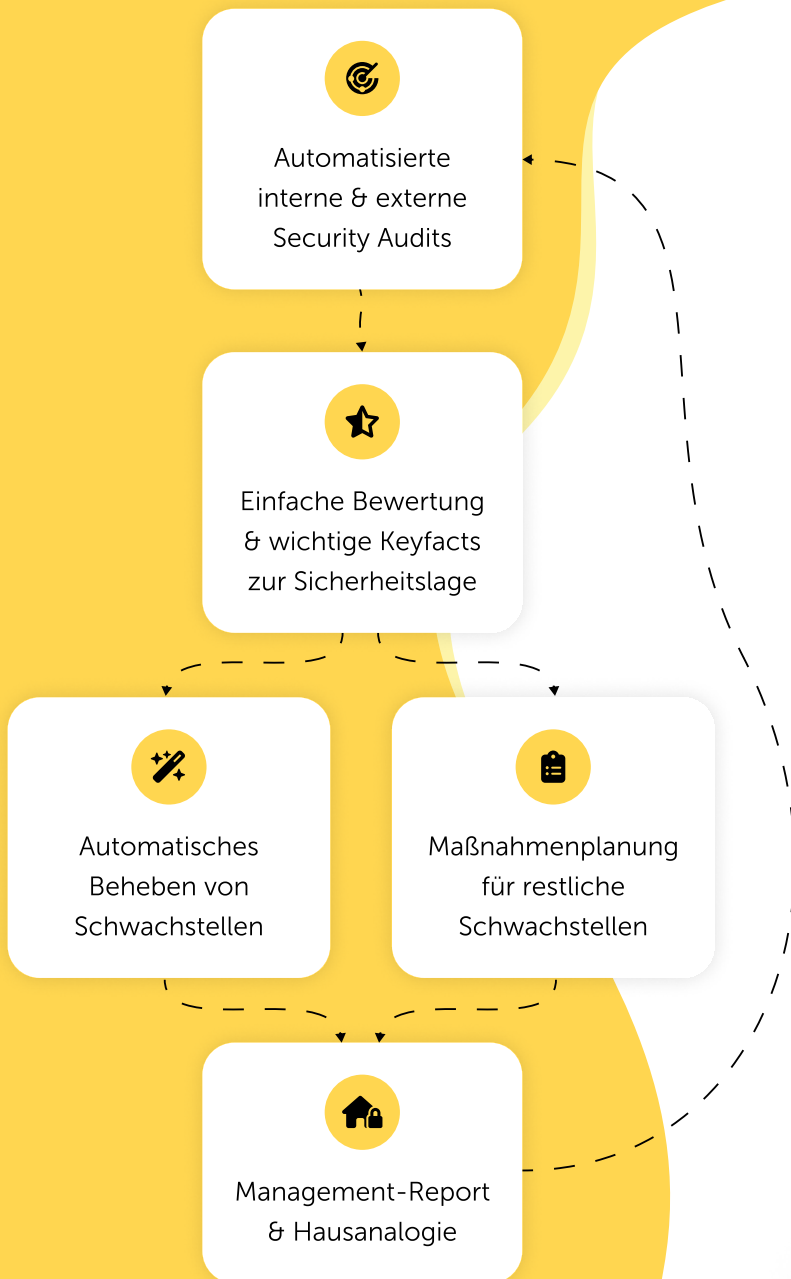 Automatisierte
interne & externe
Security Audits
Einfache Bewertung
& wichtige Keyfacts
zur Sicherheitslage
Automatisches
Beheben von
Schwachstellen
Maßnahmenplanung
für restliche
Schwachstellen
Management-Report
& Hausanalogie